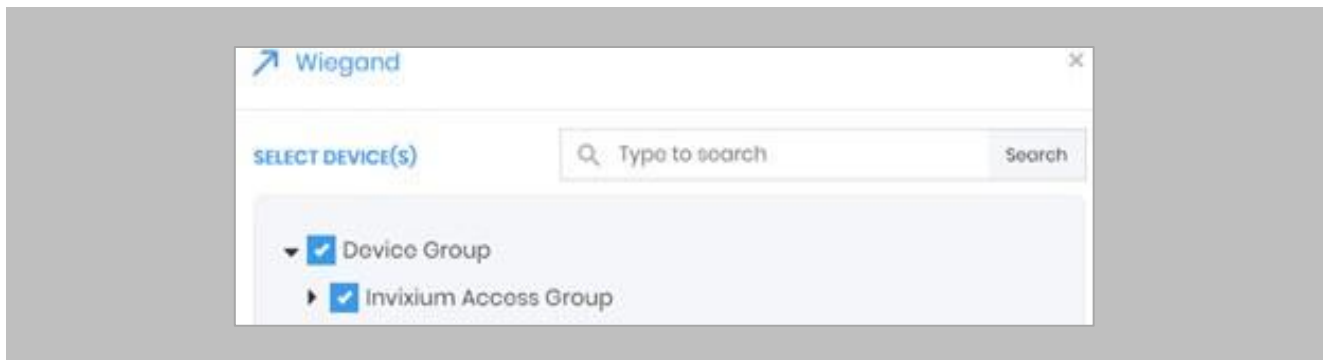 Wiegand
SELECT DEVICE(S)
Type to search
Search
Device Group
Invixium Access Group